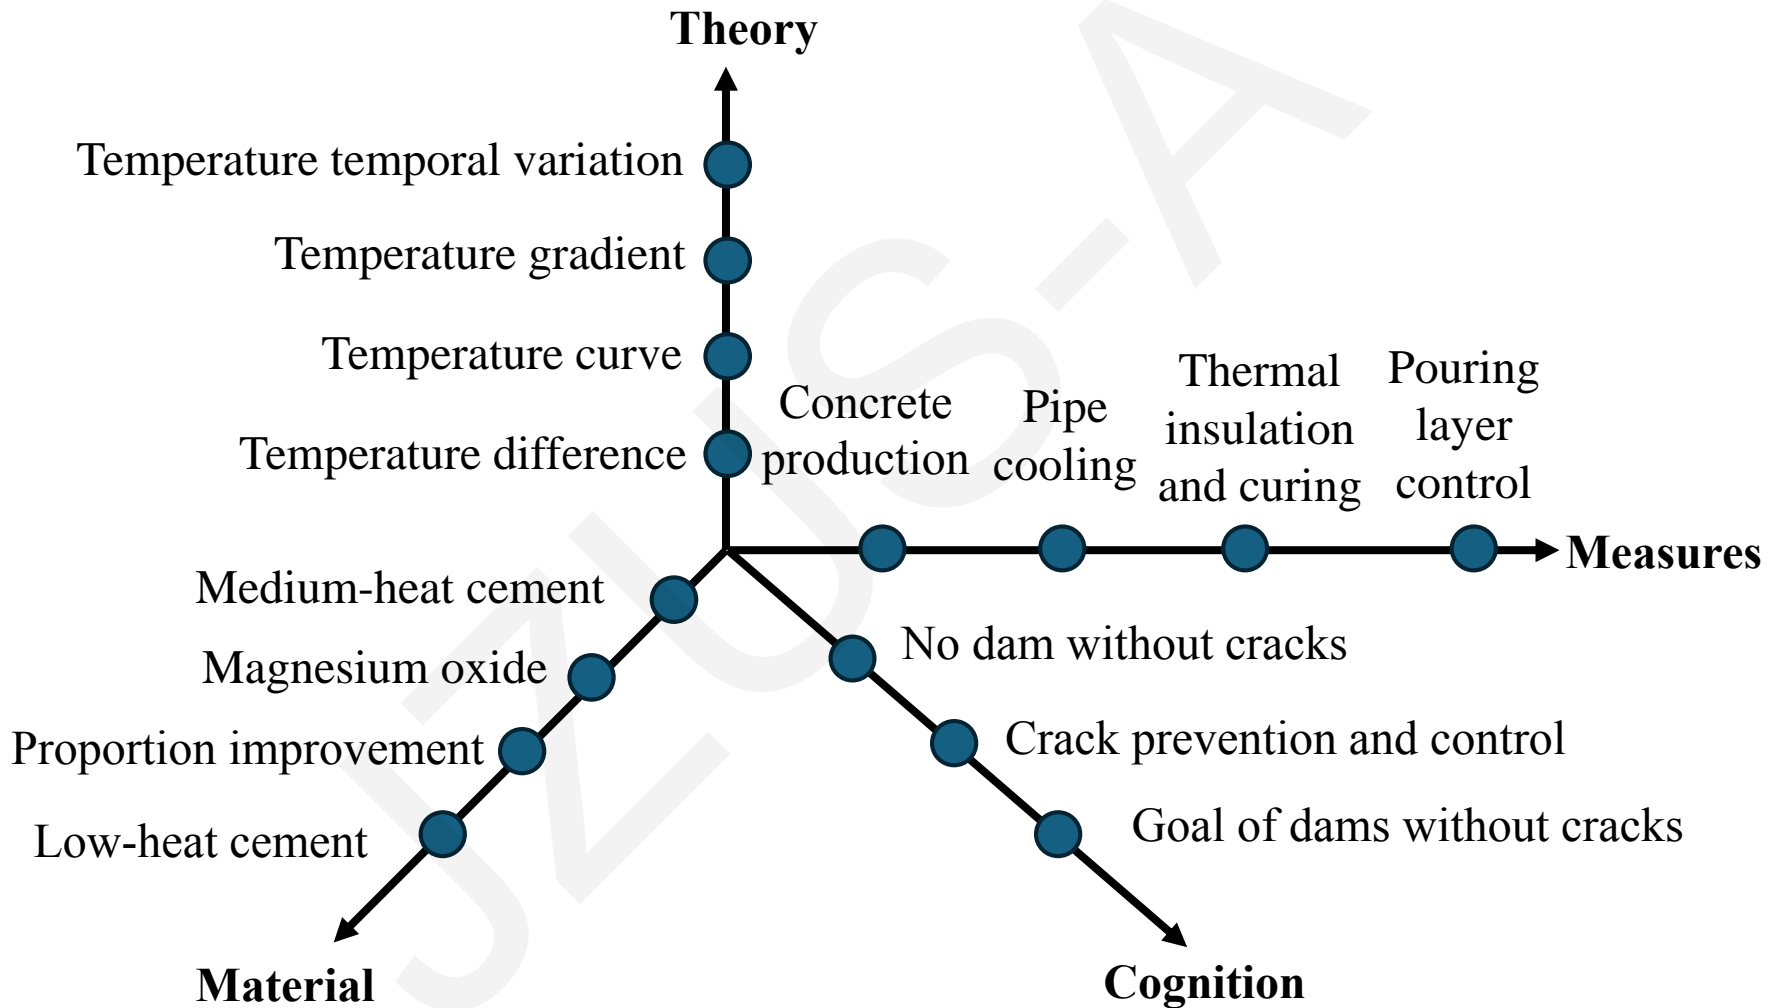 Theory
Temperature temporal variation
Temperature gradient
Temperature curve
Temperature difference
Concrete
production
Pipe
cooling
Thermal
insulation
and curing
Pouring
layer
control
Measures
Medium-heat cement
Magnesium oxide
Proportion improvement
Low-heat cement
Material
No dam without cracks
Crack prevention and control
Goal of dams without cracks
Cognition
JZUS-A